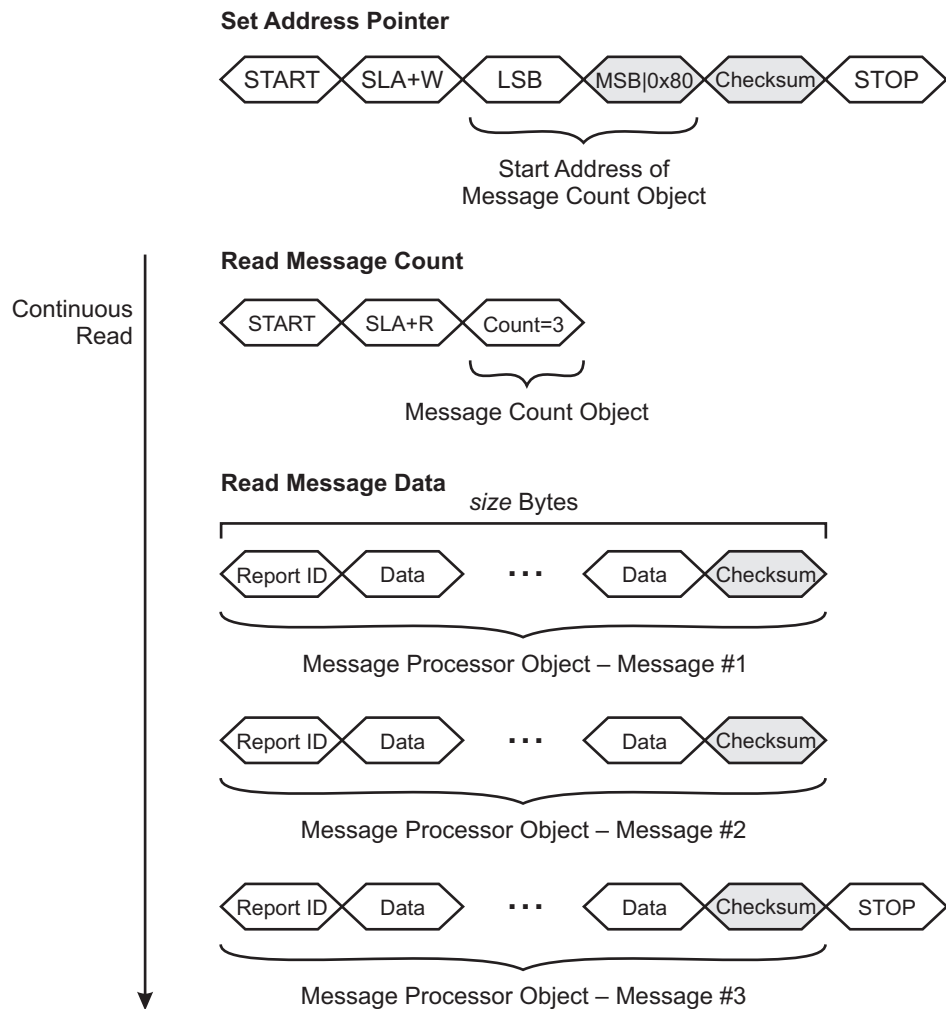 Set Address Pointer
START SLA+W LSB MSB|0x80 Checksum STOP
Start Address of
Message Count Object
Read Message Count
Continuous
Read
START SLA+R Count=3
Message Count Object
Read Message Data
size Bytes
Report ID Data ... Data Checksum
Message Processor Object – Message #1
Report ID Data ... Data Checksum
Message Processor Object – Message #2
Report ID Data ... Data Checksum STOP
Message Processor Object – Message #3